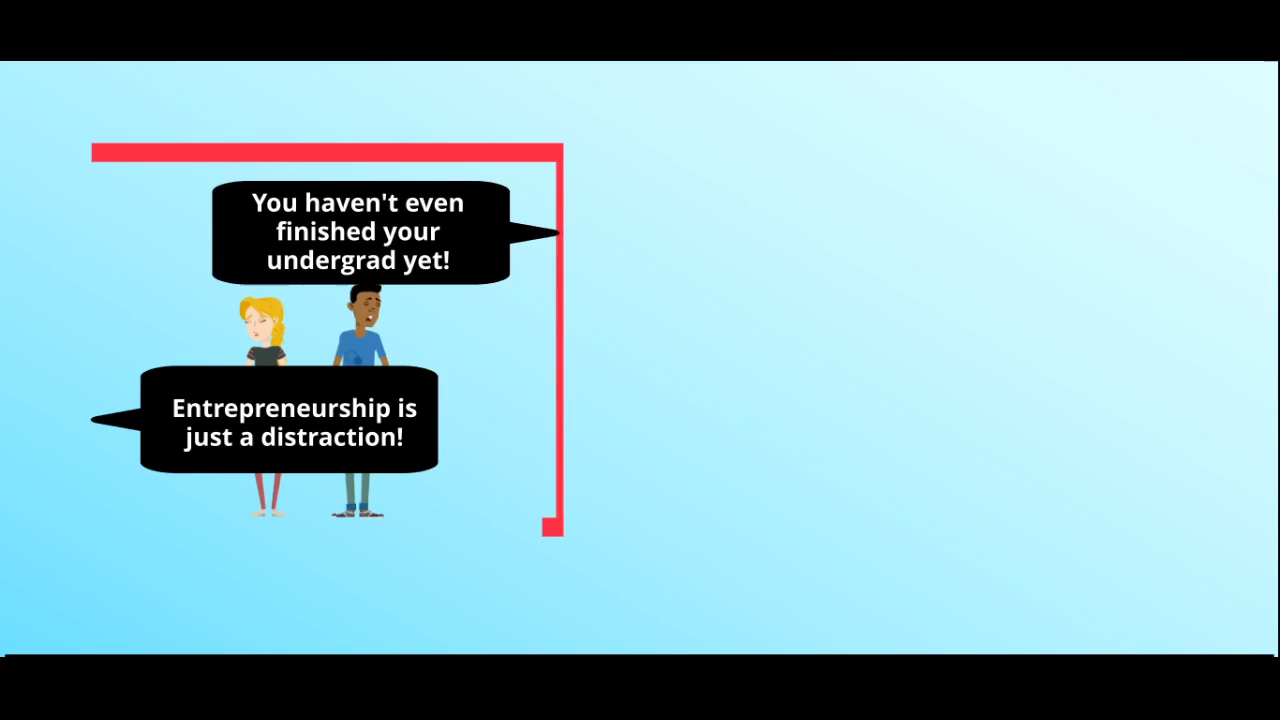 You haven't even
finished your
undergrad yet!
Entrepreneurship is
just a distraction!